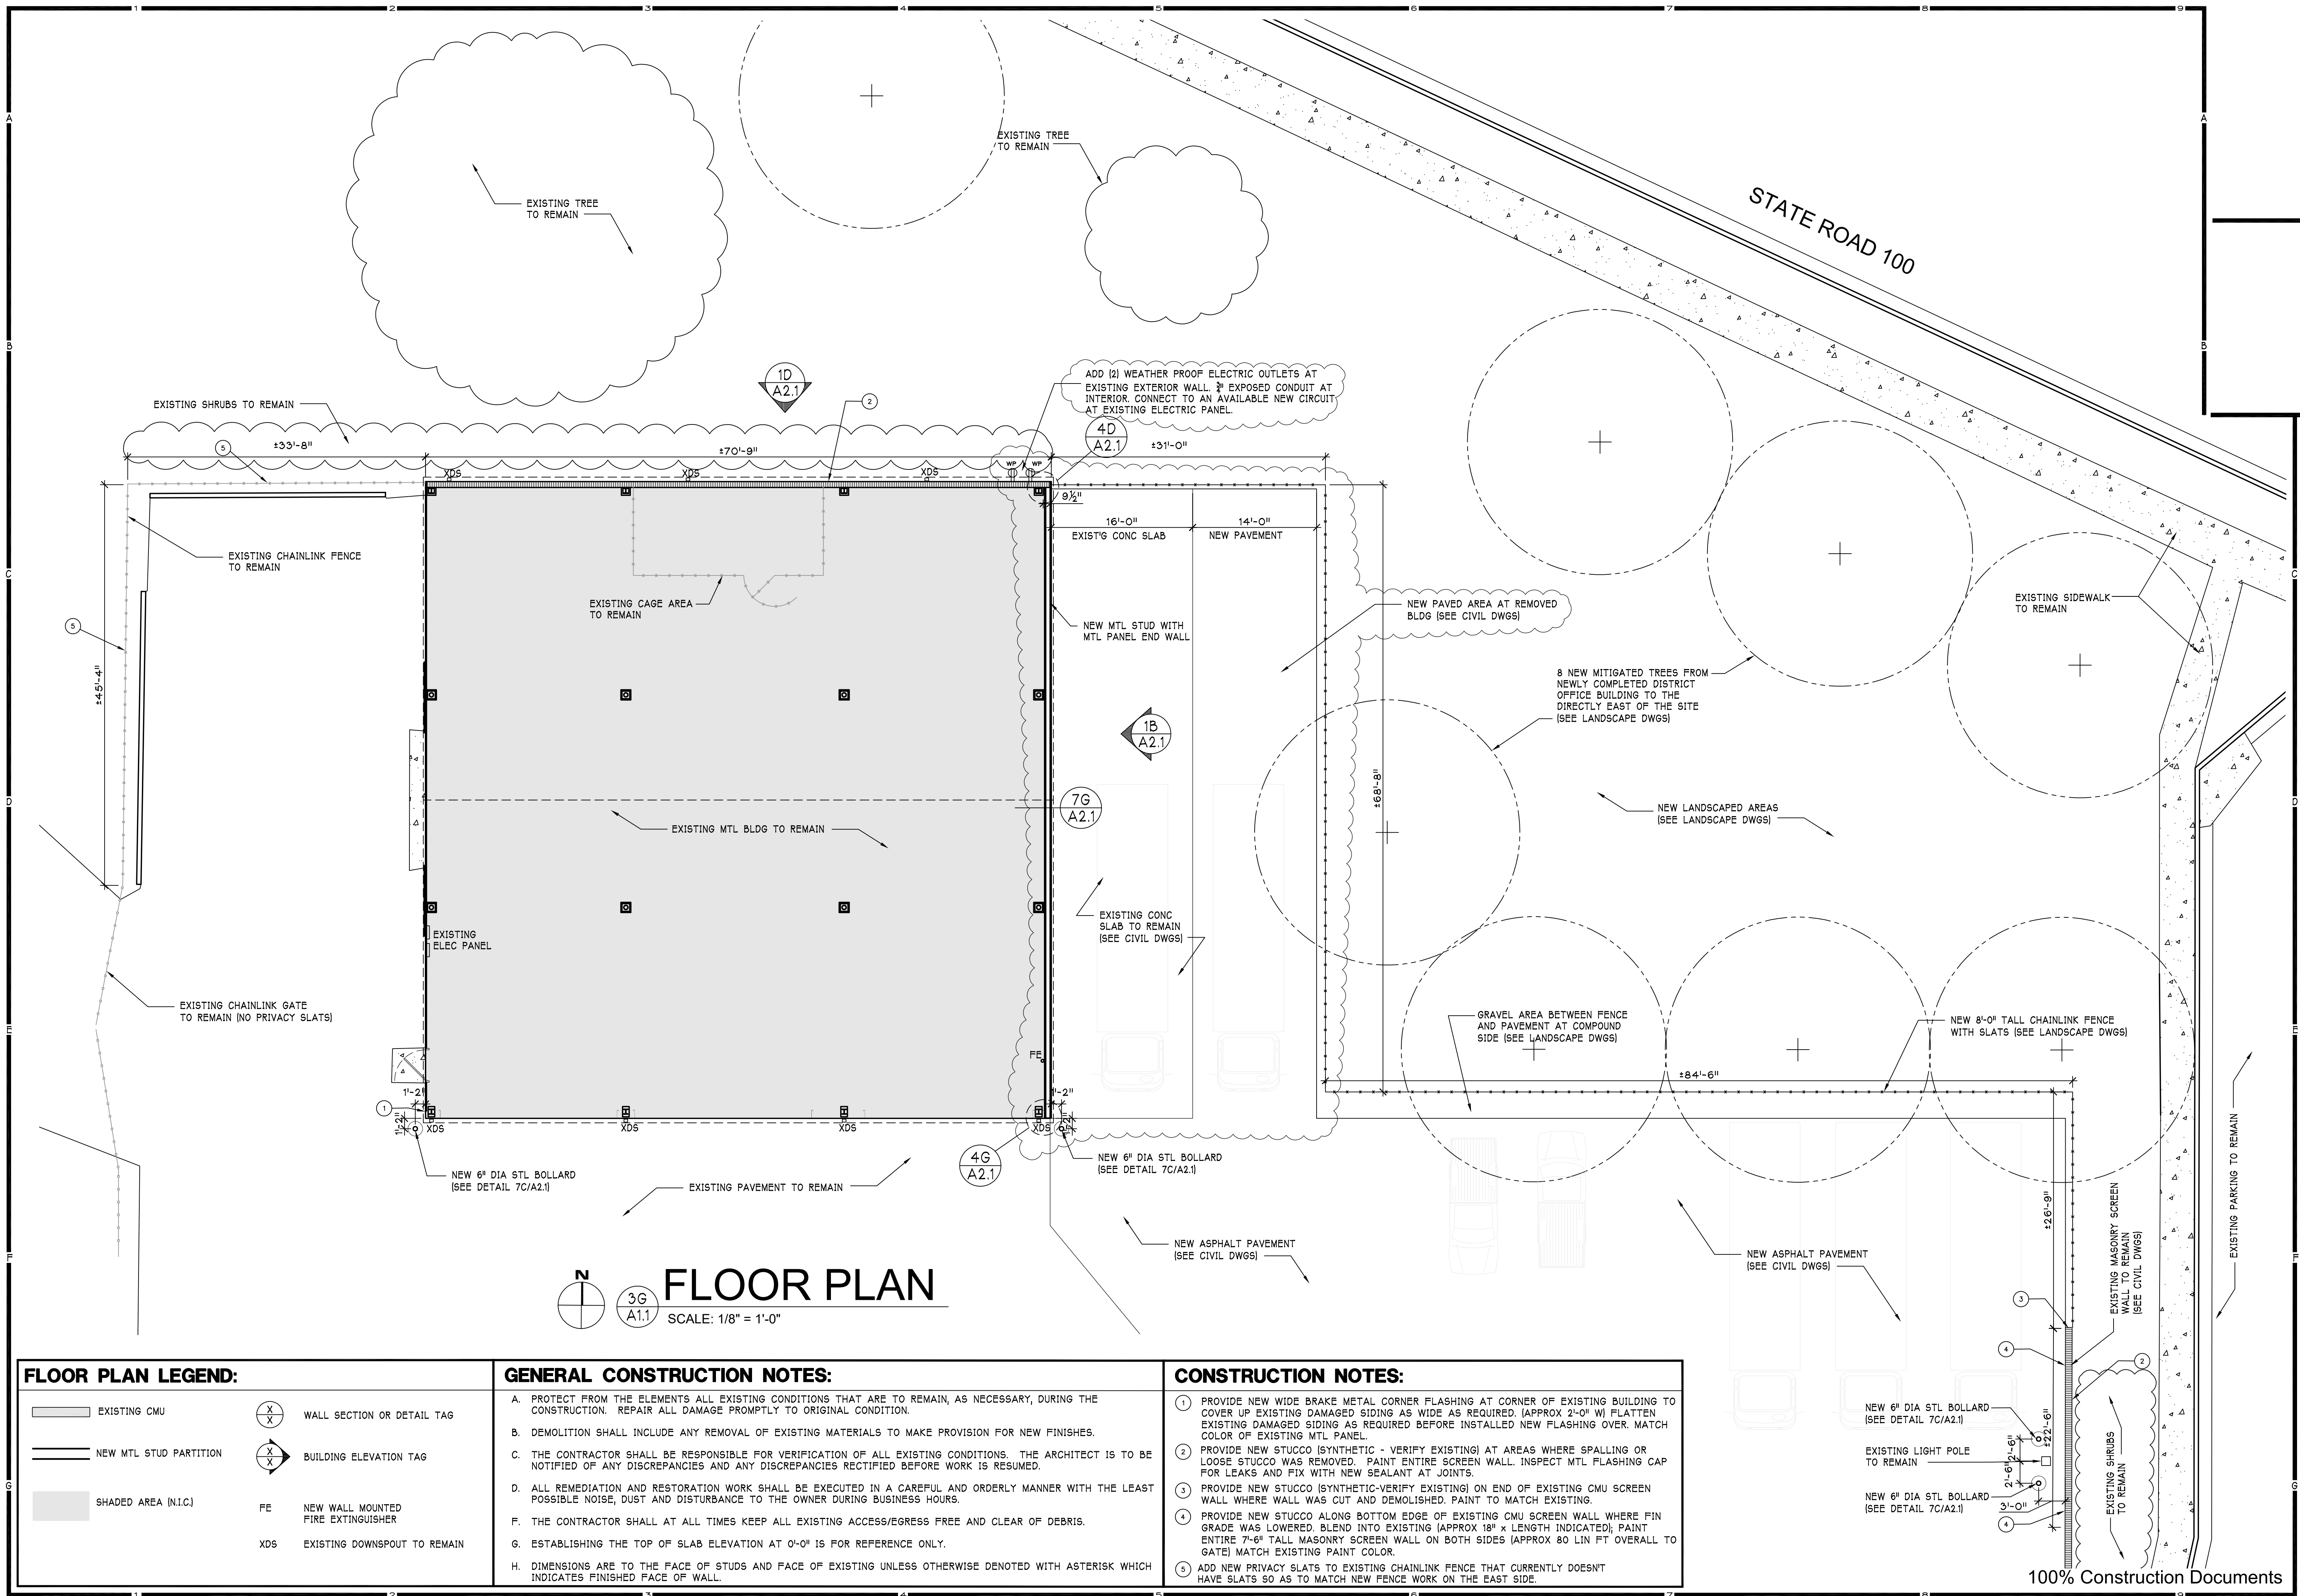 1 2 3 4 5 6 7 8 9
A
A
B
B
C
C
D
D
E
E
F
F
G
G
STATE ROAD 100
EXISTING TREE
TO REMAIN
EXISTING TREE
TO REMAIN
1D
A2.1
2
ADD (2) WEATHER PROOF ELECTRIC OUTLETS AT
EXISTING EXTERIOR WALL. ¾" EXPOSED CONDUIT AT
INTERIOR. CONNECT TO AN AVAILABLE NEW CIRCUIT
AT EXISTING ELECTRIC PANEL.
4D
A2.1
EXISTING SHRUBS TO REMAIN
5
±33'-8"
±70'-9"
±31'-0"
XDS
XDS
XDS
WP
WP
9½"
16'-0"
EXIST'G CONC SLAB
14'-0"
NEW PAVEMENT
EXISTING CHAINLINK FENCE
TO REMAIN
5
±45'-4"
EXISTING CAGE AREA
TO REMAIN
NEW MTL STUD WITH
MTL PANEL END WALL
NEW PAVED AREA AT REMOVED
BLDG (SEE CIVIL DWGS)
EXISTING SIDEWALK
TO REMAIN
8 NEW MITIGATED TREES FROM
NEWLY COMPLETED DISTRICT
OFFICE BUILDING TO THE
DIRECTLY EAST OF THE SITE
(SEE LANDSCAPE DWGS)
1B
A2.1
±68'-8"
7G
A2.1
EXISTING MTL BLDG TO REMAIN
NEW LANDSCAPED AREAS
(SEE LANDSCAPE DWGS)
EXISTING
ELEC PANEL
EXISTING CONC
SLAB TO REMAIN
(SEE CIVIL DWGS)
EXISTING CHAINLINK GATE
TO REMAIN (NO PRIVACY SLATS)
GRAVEL AREA BETWEEN FENCE
AND PAVEMENT AT COMPOUND
SIDE (SEE LANDSCAPE DWGS)
NEW 8'-0" TALL CHAINLINK FENCE
WITH SLATS (SEE LANDSCAPE DWGS)
FE
±84'-6"
1'-2"
1'-2"
1
1'-2"
1'-2"
XDS
XDS
XDS
XDS
4G
A2.1
NEW 6" DIA STL BOLLARD
(SEE DETAIL 7C/A2.1)
NEW 6" DIA STL BOLLARD
(SEE DETAIL 7C/A2.1)
EXISTING PAVEMENT TO REMAIN
NEW ASPHALT PAVEMENT
(SEE CIVIL DWGS)
NEW ASPHALT PAVEMENT
(SEE CIVIL DWGS)
±26'-9"
EXISTING MASONRY SCREEN
WALL TO REMAIN
(SEE CIVIL DWGS)
EXISTING PARKING TO REMAIN
3
4
2
NEW 6" DIA STL BOLLARD
(SEE DETAIL 7C/A2.1)
EXISTING LIGHT POLE
TO REMAIN
NEW 6" DIA STL BOLLARD
(SEE DETAIL 7C/A2.1)
2'-6"
2'-6"
±22'-6"
3'-0"
4
EXISTING SHRUBS
TO REMAIN
N
3G
A1.1
FLOOR PLAN
SCALE: 1/8" = 1'-0"
FLOOR PLAN LEGEND:
EXISTING CMU
NEW MTL STUD PARTITION
SHADED AREA (N.I.C.)
X
X
WALL SECTION OR DETAIL TAG
X
X
BUILDING ELEVATION TAG
FE NEW WALL MOUNTED
FIRE EXTINGUISHER
XDS EXISTING DOWNSPOUT TO REMAIN
GENERAL CONSTRUCTION NOTES:
A. PROTECT FROM THE ELEMENTS ALL EXISTING CONDITIONS THAT ARE TO REMAIN, AS NECESSARY, DURING THE
CONSTRUCTION. REPAIR ALL DAMAGE PROMPTLY TO ORIGINAL CONDITION.
B. DEMOLITION SHALL INCLUDE ANY REMOVAL OF EXISTING MATERIALS TO MAKE PROVISION FOR NEW FINISHES.
C. THE CONTRACTOR SHALL BE RESPONSIBLE FOR VERIFICATION OF ALL EXISTING CONDITIONS. THE ARCHITECT IS TO BE
NOTIFIED OF ANY DISCREPANCIES AND ANY DISCREPANCIES RECTIFIED BEFORE WORK IS RESUMED.
D. ALL REMEDIATION AND RESTORATION WORK SHALL BE EXECUTED IN A CAREFUL AND ORDERLY MANNER WITH THE LEAST
POSSIBLE NOISE, DUST AND DISTURBANCE TO THE OWNER DURING BUSINESS HOURS.
F. THE CONTRACTOR SHALL AT ALL TIMES KEEP ALL EXISTING ACCESS/EGRESS FREE AND CLEAR OF DEBRIS.
G. ESTABLISHING THE TOP OF SLAB ELEVATION AT 0'-0" IS FOR REFERENCE ONLY.
H. DIMENSIONS ARE TO THE FACE OF STUDS AND FACE OF EXISTING UNLESS OTHERWISE DENOTED WITH ASTERISK WHICH
INDICATES FINISHED FACE OF WALL.
CONSTRUCTION NOTES:
1 PROVIDE NEW WIDE BRAKE METAL CORNER FLASHING AT CORNER OF EXISTING BUILDING TO
COVER UP EXISTING DAMAGED SIDING AS WIDE AS REQUIRED. (APPROX 2'-0" W) FLATTEN
EXISTING DAMAGED SIDING AS REQUIRED BEFORE INSTALLED NEW FLASHING OVER. MATCH
COLOR OF EXISTING MTL PANEL.
2 PROVIDE NEW STUCCO (SYNTHETIC - VERIFY EXISTING) AT AREAS WHERE SPALLING OR
LOOSE STUCCO WAS REMOVED. PAINT ENTIRE SCREEN WALL. INSPECT MTL FLASHING CAP
FOR LEAKS AND FIX WITH NEW SEALANT AT JOINTS.
3 PROVIDE NEW STUCCO (SYNTHETIC-VERIFY EXISTING) ON END OF EXISTING CMU SCREEN
WALL WHERE WALL WAS CUT AND DEMOLISHED. PAINT TO MATCH EXISTING.
4 PROVIDE NEW STUCCO ALONG BOTTOM EDGE OF EXISTING CMU SCREEN WALL WHERE FIN
GRADE WAS LOWERED. BLEND INTO EXISTING (APPROX 18" x LENGTH INDICATED); PAINT
ENTIRE 7'-6" TALL MASONRY SCREEN WALL ON BOTH SIDES (APPROX 80 LIN FT OVERALL TO
GATE) MATCH EXISTING PAINT COLOR.
5 ADD NEW PRIVACY SLATS TO EXISTING CHAINLINK FENCE THAT CURRENTLY DOESN'T
HAVE SLATS SO AS TO MATCH NEW FENCE WORK ON THE EAST SIDE.
100% Construction Documents
1 2 3 4 5 6 7 8 9